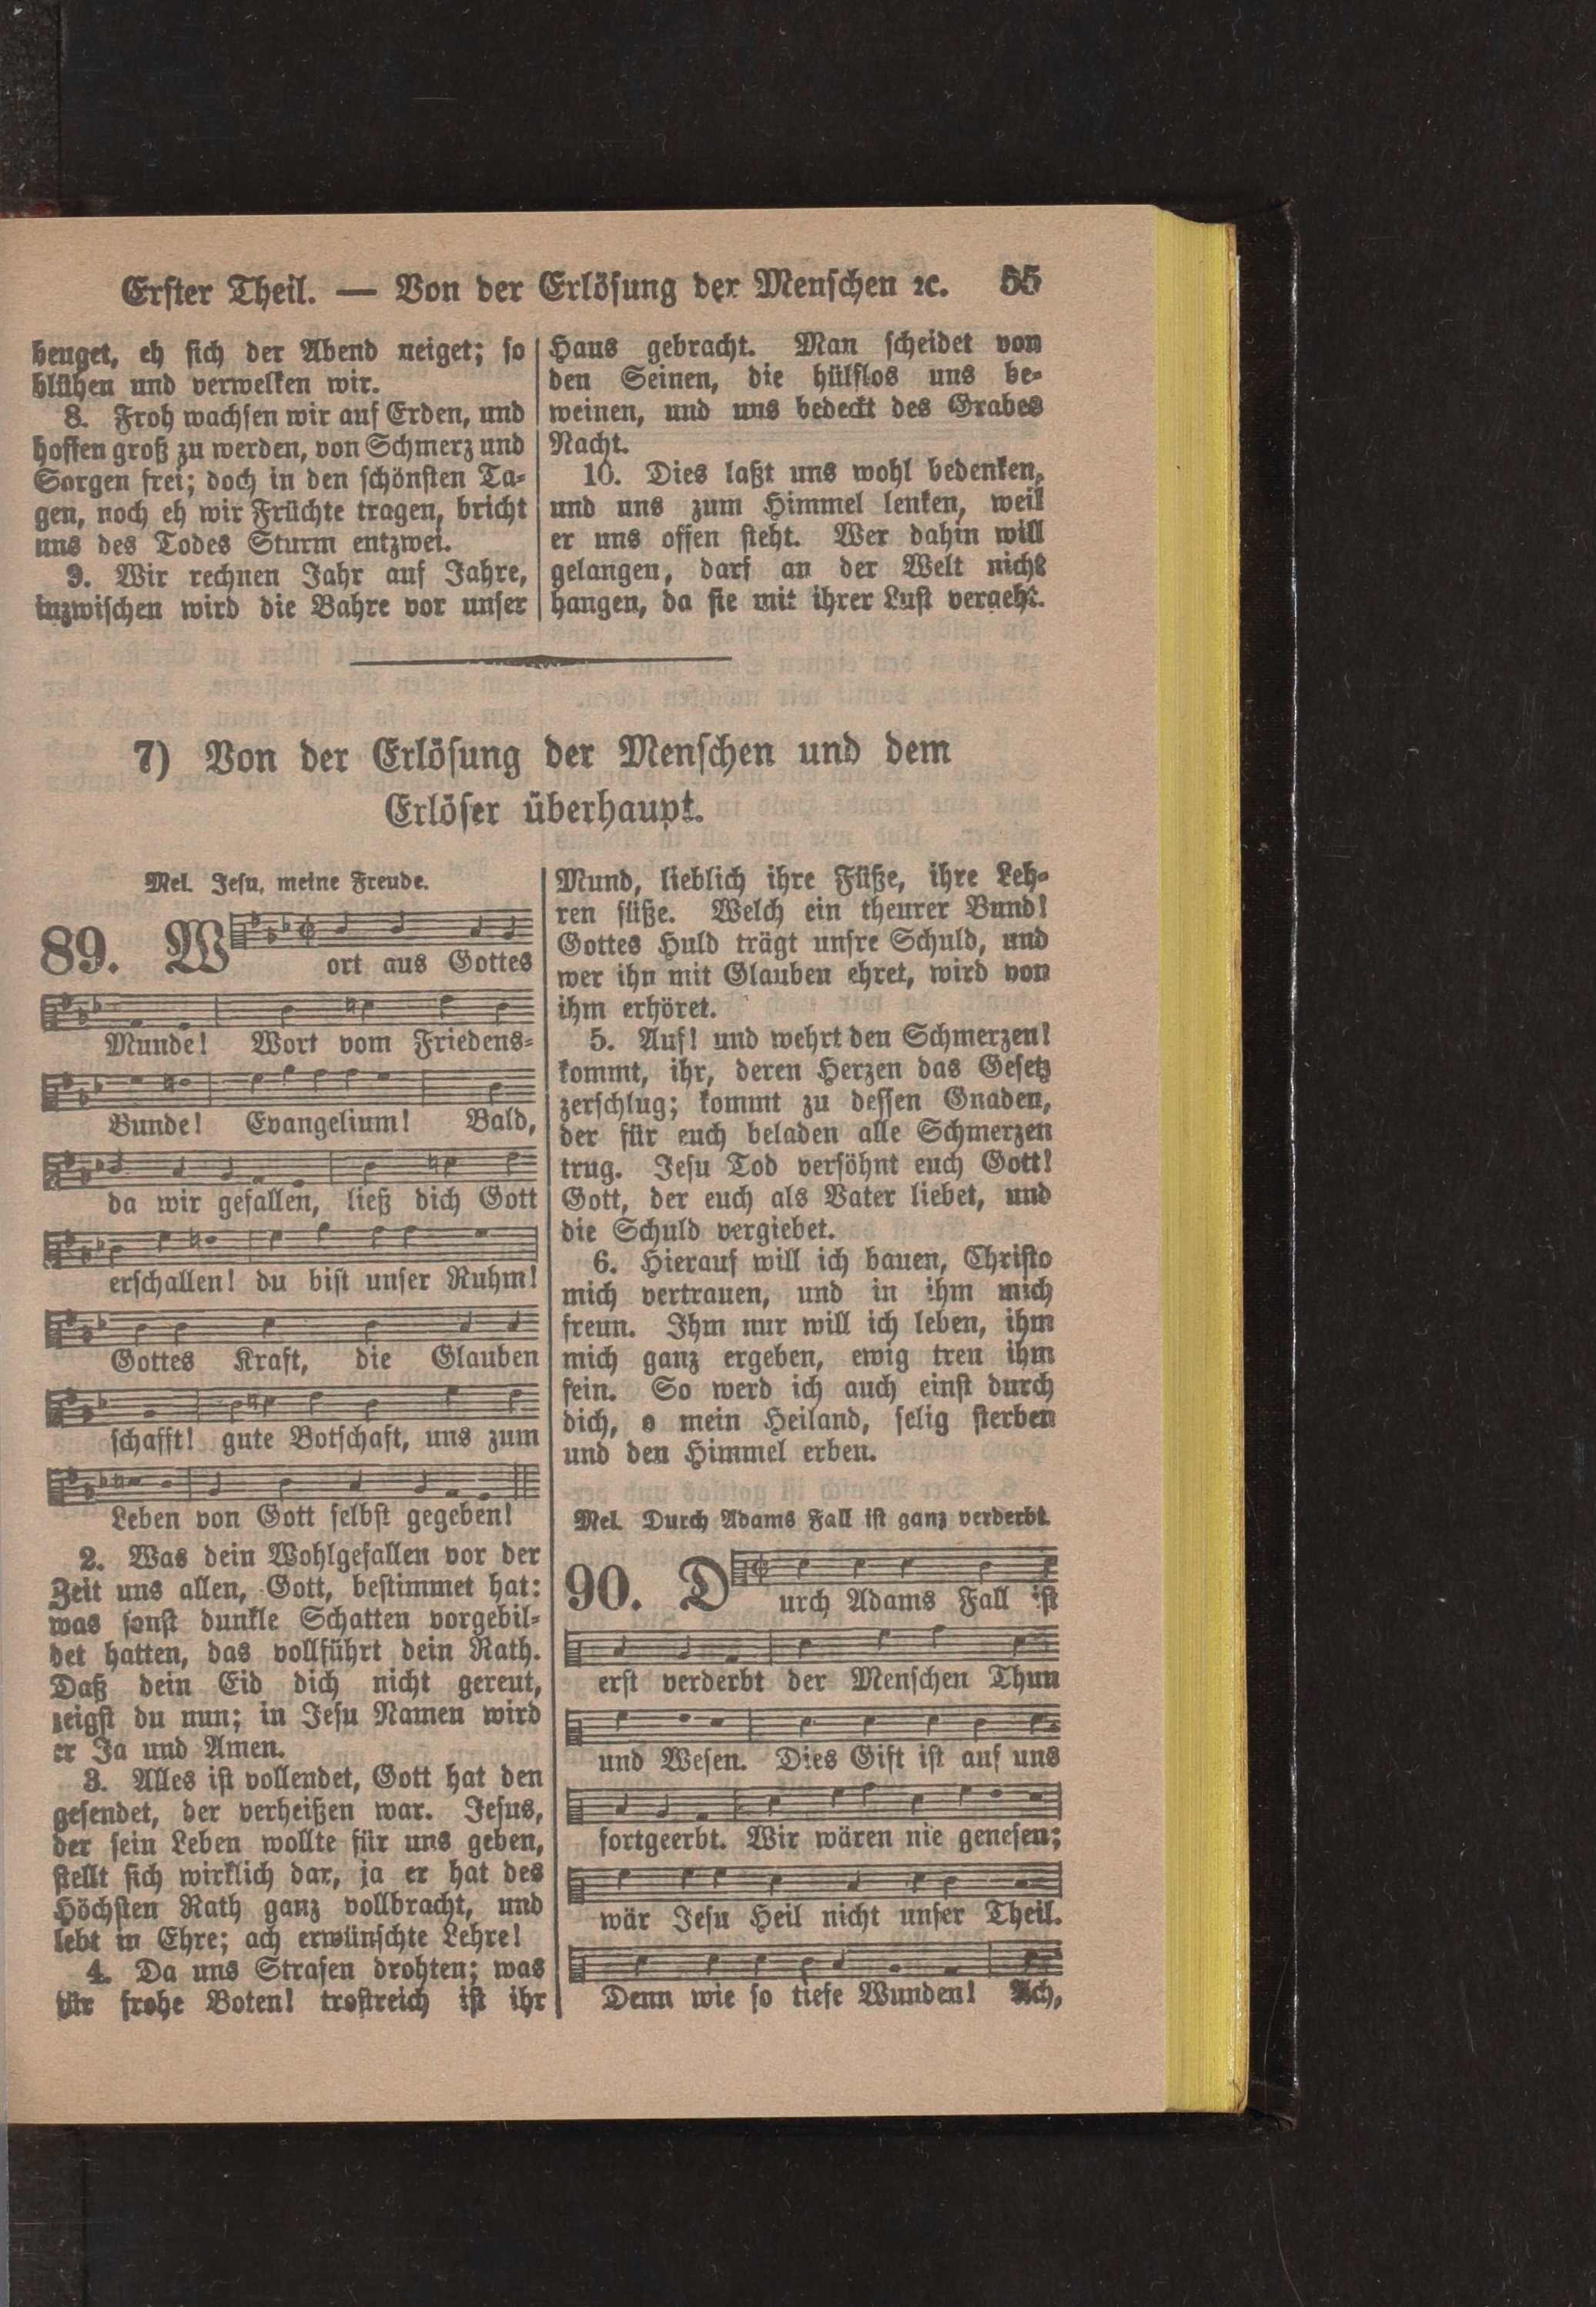 Erster Theil. — Von der Erlösung der Menschen ꝛc. 55
beuget, eh sich der Abend neiget; so
blühen und verwelken wir.
8. Froh wachsen wir auf Erden, und
hoffen groß zu werden, von Schmerz und
Sorgen frei; doch in den schönsten Ta-
gen, noch eh wir Früchte tragen, bricht
uns des Todes Sturm entzwei.
9. Wir rechnen Jahr auf Jahre,
inzwischen wird die Bahre vor unser
Haus gebracht. Man scheidet von
den Seinen, die hülflos uns be-
weinen, und uns bedeckt des Grabes
Nacht.
10. Dies laßt uns wohl bedenken,
und uns zum Himmel lenken, weil
er uns offen steht. Wer dahin will
gelangen, darf an der Welt nicht
hangen, da sie mit ihrer Lust vergeht.
7) Von der Erlösung der Menschen und dem
Erlöser überhaupt.
Mel. Jesu, meine Freude.
89. Wort aus Gottes
Munde! Wort vom Friedens-
Bunde! Evangelium! Bald,
da wir gefallen, ließ dich Gott
erschallen! du bist unser Ruhm!
Gottes Kraft, die Glauben
schafft! gute Botschaft, uns zum
Leben von Gott selbst gegeben!
2. Was dein Wohlgefallen vor der
Zeit uns allen, Gott, bestimmet hat:
was sonst dunkle Schatten vorgebil-
det hatten, das vollführt dein Rath.
Daß dein Eid dich nicht gereut,
zeigst du nun; in Jesu Namen wird
er Ja und Amen.
3. Alles ist vollendet, Gott hat den
gesendet, der verheißen war. Jesus,
der sein Leben wollte für uns geben,
stellt sich wirklich dar, ja er hat des
Höchsten Rath ganz vollbracht, und
lebt in Ehre; ach erwünschte Lehre!
4. Da uns Strafen drohten; was
für frohe Boten! trostreich ist ihr
Mund, lieblich ihre Füße, ihre Leh-
ren süße. Welch ein theurer Bund!
Gottes Huld trägt unsre Schuld, und
wer ihn mit Glauben ehret, wird von
ihm erhöret.
5. Auf! und wehrt den Schmerzen!
kommt, ihr, deren Herzen das Gesetz
zerschlug; kommt zu dessen Gnaden,
der für euch beladen alle Schmerzen
trug. Jesu Tod versöhnt euch Gott!
Gott, der euch als Vater liebet, und
die Schuld vergiebet.
6. Hierauf will ich bauen, Christo
mich vertrauen, und in ihm mich
freun. Ihm nur will ich leben, ihm
mich ganz ergeben, ewig treu ihm
sein. So werd ich auch einst durch
dich, o mein Heiland, selig sterben
und den Himmel erben.
Mel. Durch Adams Fall ist ganz verderbt.
90. Durch Adams Fall ist
erst verderbt der Menschen Thun
und Wesen. Dies Gift ist auf uns
fortgeerbt. Wir wären nie genesen;
wär Jesu Heil nicht unser Theil.
Denn wie so tiefe Wunden! Ach,